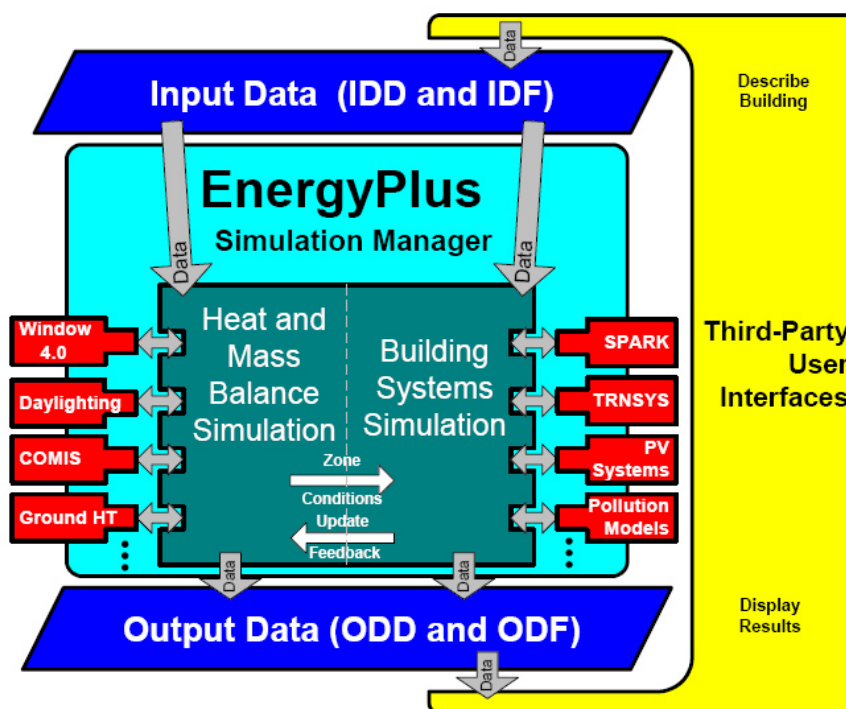 Data
Input Data (IDD and IDF)
Describe
Building
EnergyPlus
Simulation Manager
Data
Data
Heat and
Mass
Balance
Simulation
Building
Systems
Simulation
Window
4.0
Daylighting
COMIS
Ground HT
SPARK
TRNSYS
PV
Systems
Pollution
Models
Third-Party
User
Interfaces
Zone
Conditions
Update
Feedback
Data
Data
Output Data (ODD and ODF)
Display
Results
Data